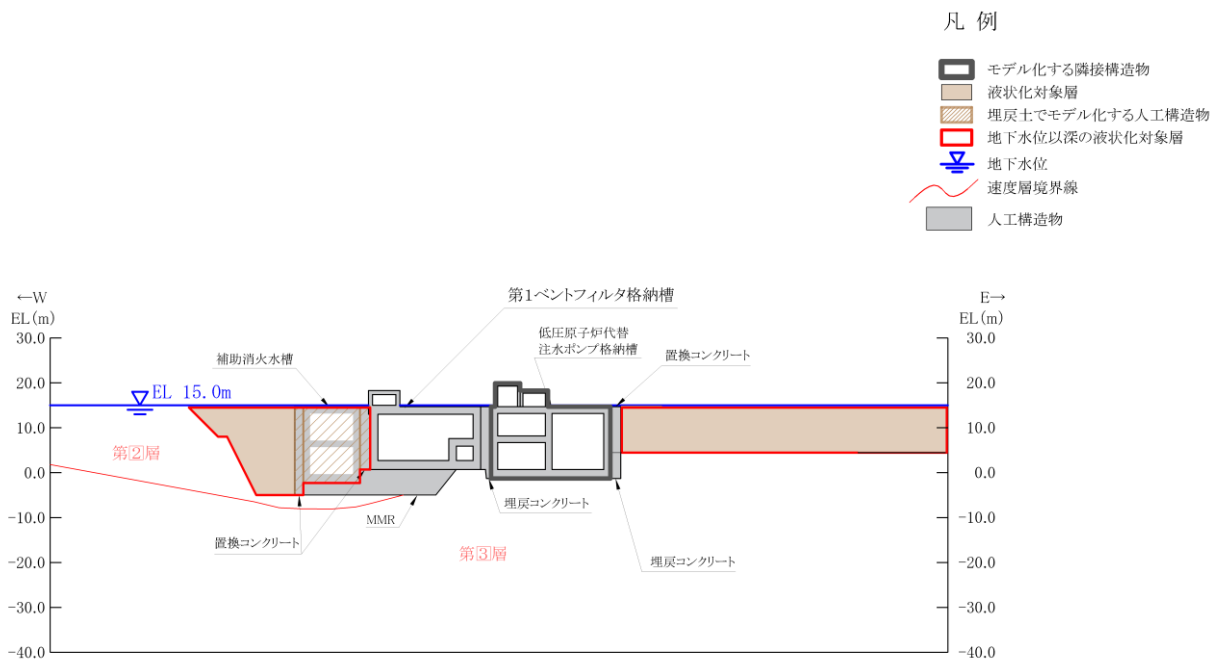 凡 例
モデル化する隣接構造物
液状化対象層
埋戻土でモデル化する人工構造物
地下水位以深の液状化対象層
地下水位
速度層境界線
人工構造物
←W
EL(m)
E→
EL(m)
第1ベントフィルタ格納槽
低圧原子炉代替
注水ポンプ格納槽
補助消火水槽
置換コンクリート
EL 15.0m
30.0
20.0
10.0
0.0
-10.0
-20.0
-30.0
-40.0
30.0
20.0
10.0
0.0
-10.0
-20.0
-30.0
-40.0
第②層
第③層
埋戻コンクリート
MMR
置換コンクリート
埋戻コンクリート